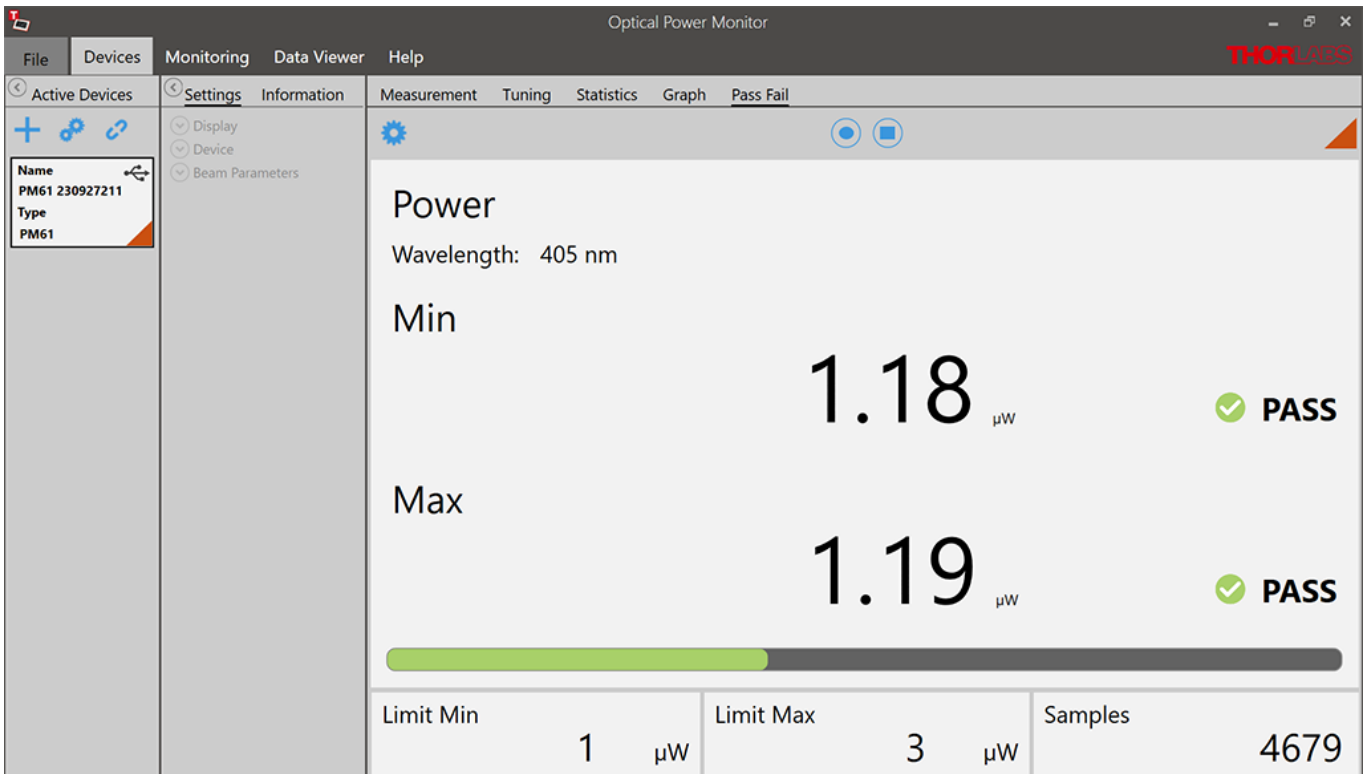 Optical Power Monitor
File Devices Monitoring Data Viewer Help
THORLABS
Active Devices
Settings Information
Measurement Tuning Statistics Graph Pass Fail
Name
PM61 230927211
Type
PM61
Display
Device
Beam Parameters
Power
Wavelength: 405 nm
Min
1.18 µW
PASS
Max
1.19 µW
PASS
Limit Min
1 µW
Limit Max
3 µW
Samples
4679